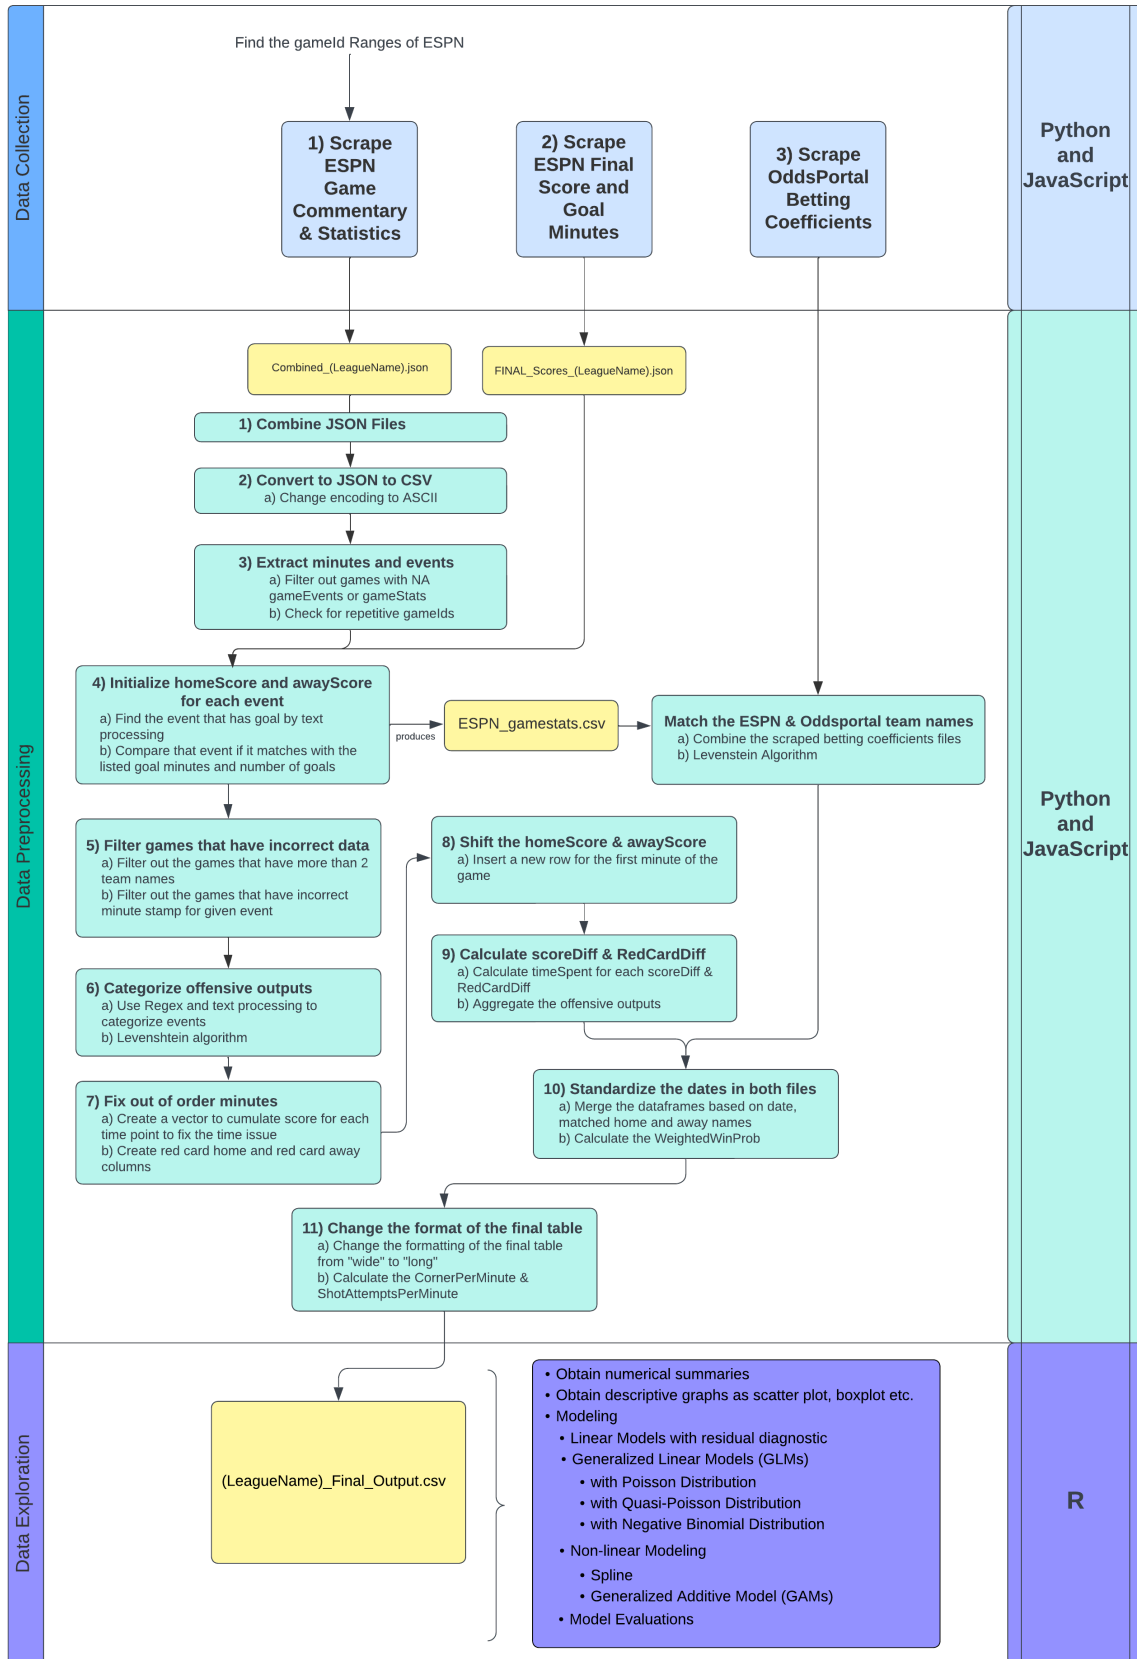 Data Collection
Find the gameId Ranges of ESPN
1) Scrape
ESPN
Game
Commentary
& Statistics
2) Scrape
ESPN Final
Score and
Goal
Minutes
3) Scrape
OddsPortal
Betting
Coefficients
Python
and
JavaScript
Data Preprocessing
Combined_(LeagueName).json
FINAL_Scores_(LeagueName).json
1) Combine JSON Files
2) Convert to JSON to CSV
a) Change encoding to ASCII
3) Extract minutes and events
a) Filter out games with NA
gameEvents or gameStats
b) Check for repetitive gameIds
4) Initialize homeScore and awayScore
for each event
a) Find the event that has goal by text
processing
b) Compare that event if it matches with the
listed goal minutes and number of goals
produces
ESPN_gamestats.csv
Match the ESPN & Oddsportal team names
a) Combine the scraped betting coefficients files
b) Levenstein Algorithm
5) Filter games that have incorrect data
a) Filter out the games that have more than 2
team names
b) Filter out the games that have incorrect
minute stamp for given event
6) Categorize offensive outputs
a) Use Regex and text processing to
categorize events
b) Levenshtein algorithm
7) Fix out of order minutes
a) Create a vector to cumulate score for each
time point to fix the time issue
b) Create red card home and red card away
columns
8) Shift the homeScore & awayScore
a) Insert a new row for the first minute of the
game
9) Calculate scoreDiff & RedCardDiff
a) Calculate timeSpent for each scoreDiff &
RedCardDiff
b) Aggregate the offensive outputs
10) Standardize the dates in both files
a) Merge the dataframes based on date,
matched home and away names
b) Calculate the WeightedWinProb
11) Change the format of the final table
a) Change the formatting of the final table
from "wide" to "long"
b) Calculate the CornerPerMinute &
ShotAttemptsPerMinute
Python
and
JavaScript
Data Exploration
(LeagueName)_Final_Output.csv
• Obtain numerical summaries
• Obtain descriptive graphs as scatter plot, boxplot etc.
• Modeling
• Linear Models with residual diagnostic
• Generalized Linear Models (GLMs)
• with Poisson Distribution
• with Quasi-Poisson Distribution
• with Negative Binomial Distribution
• Non-linear Modeling
• Spline
• Generalized Additive Model (GAMs)
• Model Evaluations
R